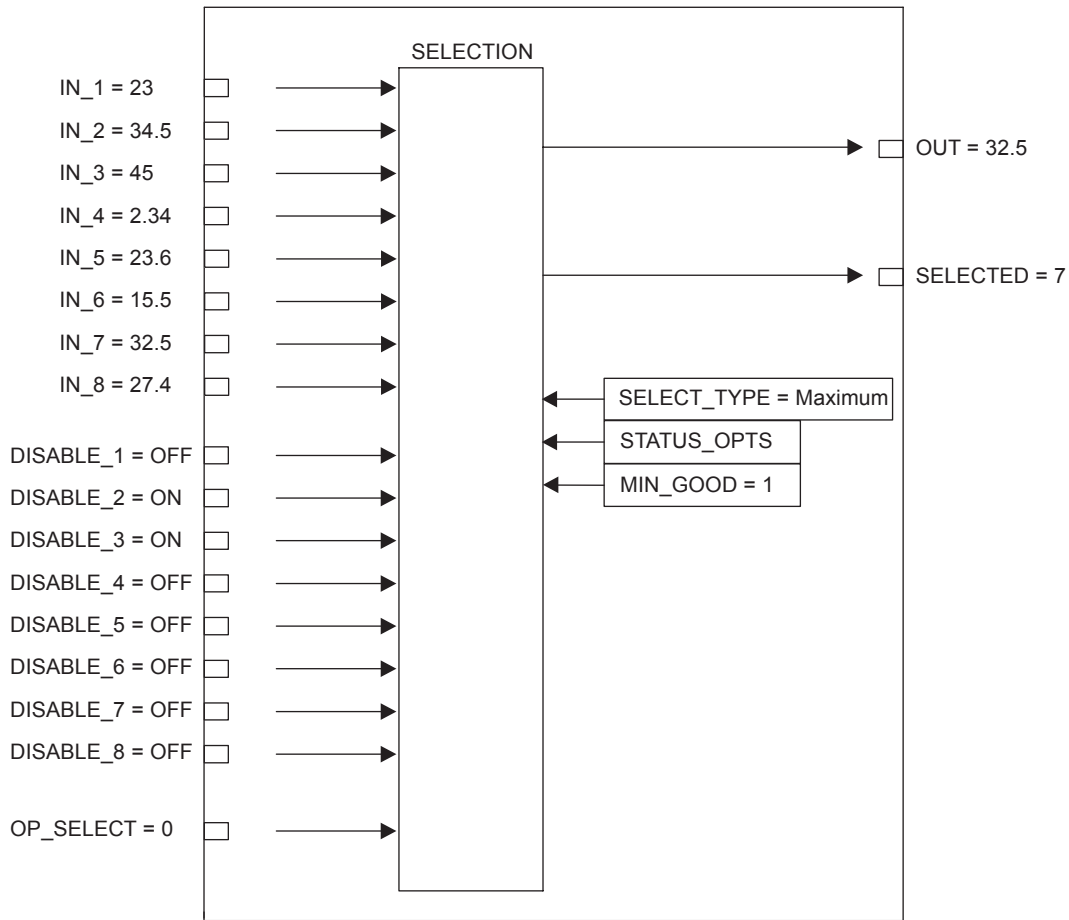 SELECTION
IN_1 = 23
IN_2 = 34.5
IN_3 = 45
IN_4 = 2.34
IN_5 = 23.6
IN_6 = 15.5
IN_7 = 32.5
IN_8 = 27.4
DISABLE_1 = OFF
DISABLE_2 = ON
DISABLE_3 = ON
DISABLE_4 = OFF
DISABLE_5 = OFF
DISABLE_6 = OFF
DISABLE_7 = OFF
DISABLE_8 = OFF
OP_SELECT = 0
OUT = 32.5
SELECTED = 7
SELECT_TYPE = Maximum
STATUS_OPTS
MIN_GOOD = 1